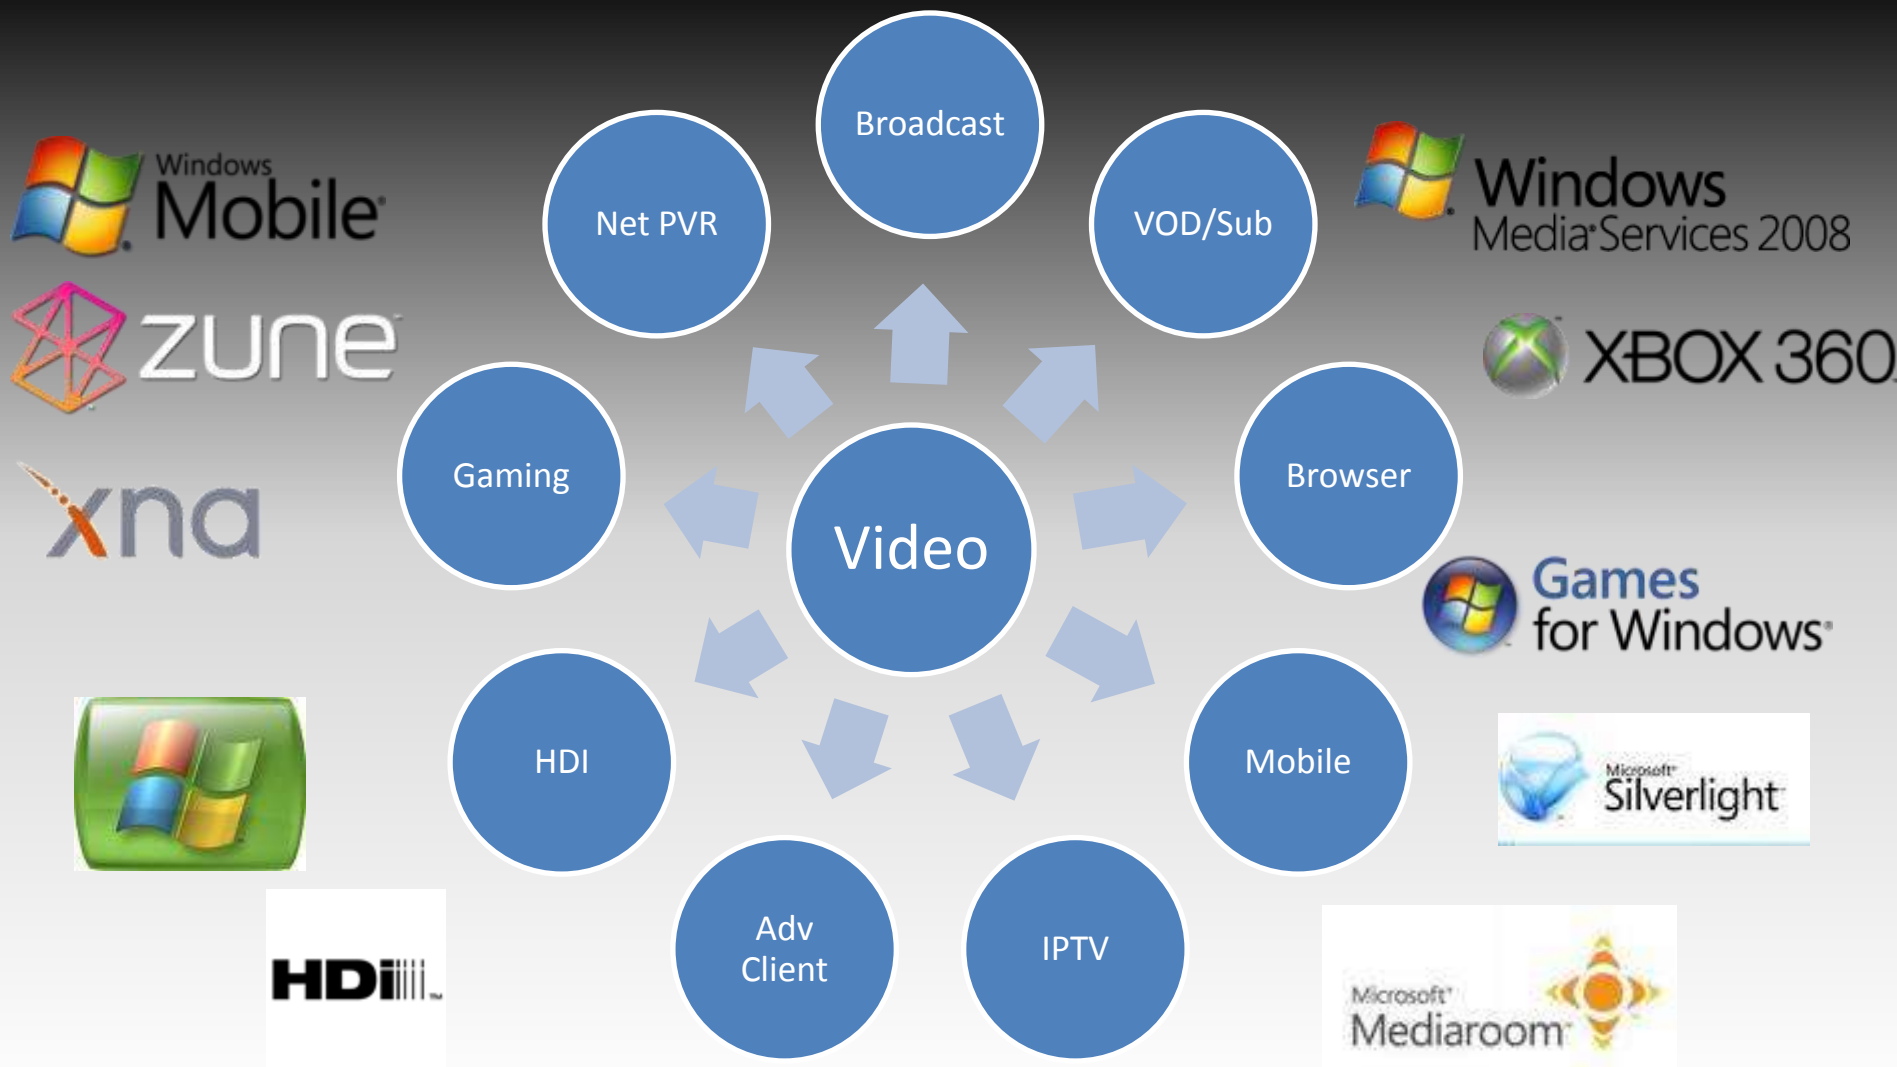 Broadcast
Net PVR
VOD/Sub
Windows
Mobile
Windows
Media Services 2008
zune
XBOX 360
Gaming
Browser
xna
Video
Games
for Windows
HDI
Mobile
Microsoft
Silverlight
Adv
Client
IPTV
HDi
Microsoft
Mediaroom